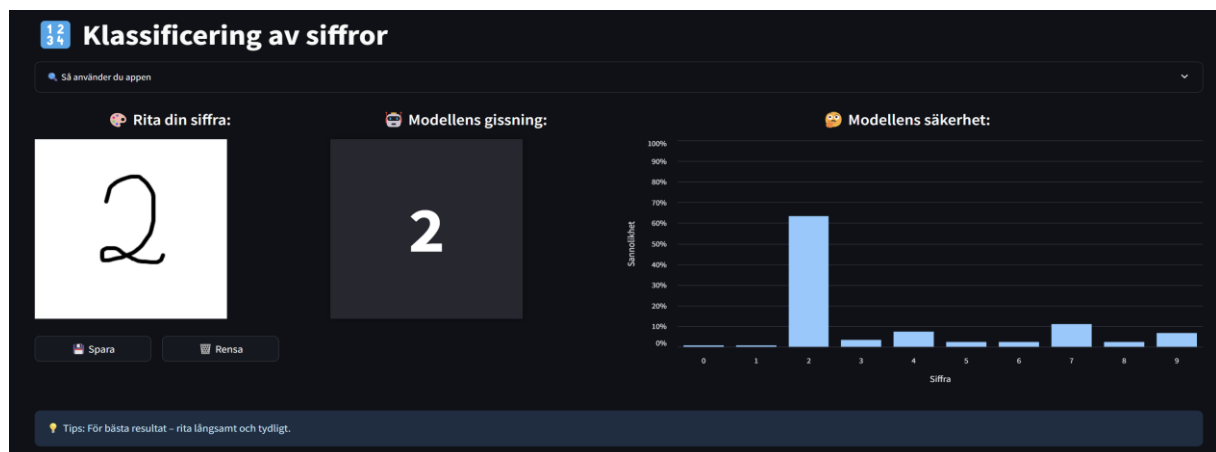 1234 Klassificering av siffror
Så använder du appen
Rita din siffra:
2
Spara
Rensa
Modellens gissning:
2
Modellens säkerhet:
100%
90%
80%
70%
60%
50%
40%
30%
20%
10%
0%
Sannolikhet
0 1 2 3 4 5 6 7 8 9
Siffra
Tips: För bästa resultat – rita långsamt och tydligt.